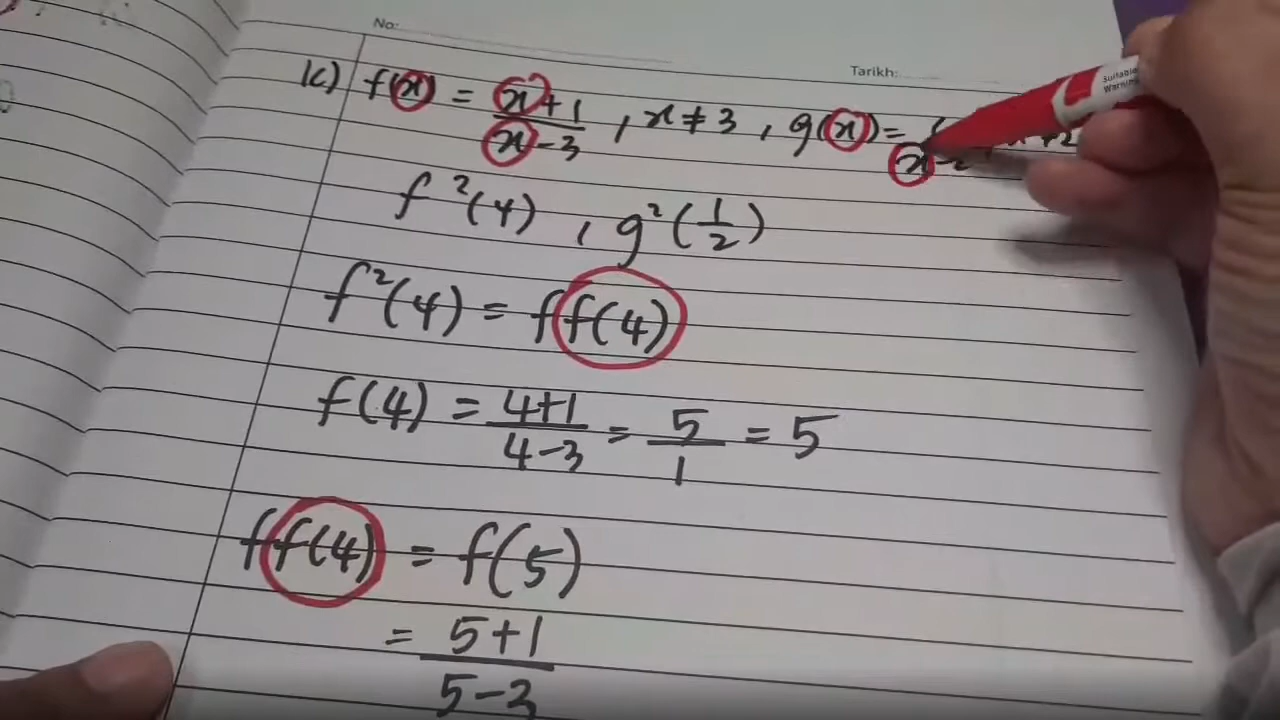 No:
Tarikh:
1c) f(x) = x+1/x-3 , x ≠ 3 , g(x) =
f²(4) , g²(1/2)
f²(4) = ff(4)
f(4) = 4+1/4-3 = 5/1 = 5
ff(4) = f(5)
= 5+1/5-3
Suitable
Warning